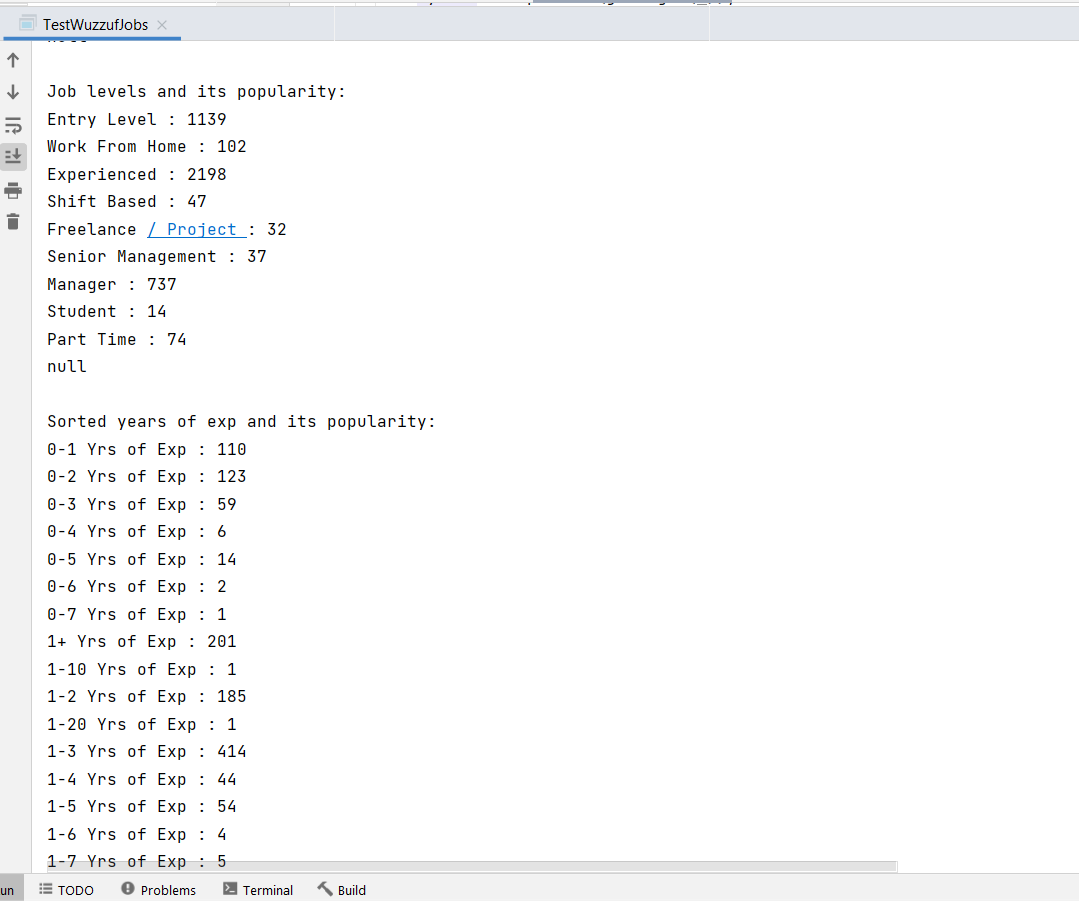 TestWuzzufJobs
Job levels and its popularity:
Entry Level : 1139
Work From Home : 102
Experienced : 2198
Shift Based : 47
Freelance / Project : 32
Senior Management : 37
Manager : 737
Student : 14
Part Time : 74
null
Sorted years of exp and its popularity:
0-1 Yrs of Exp : 110
0-2 Yrs of Exp : 123
0-3 Yrs of Exp : 59
0-4 Yrs of Exp : 6
0-5 Yrs of Exp : 14
0-6 Yrs of Exp : 2
0-7 Yrs of Exp : 1
1+ Yrs of Exp : 201
1-10 Yrs of Exp : 1
1-2 Yrs of Exp : 185
1-20 Yrs of Exp : 1
1-3 Yrs of Exp : 414
1-4 Yrs of Exp : 44
1-5 Yrs of Exp : 54
1-6 Yrs of Exp : 4
1-7 Yrs of Exp : 5
un TODO Problems Terminal Build